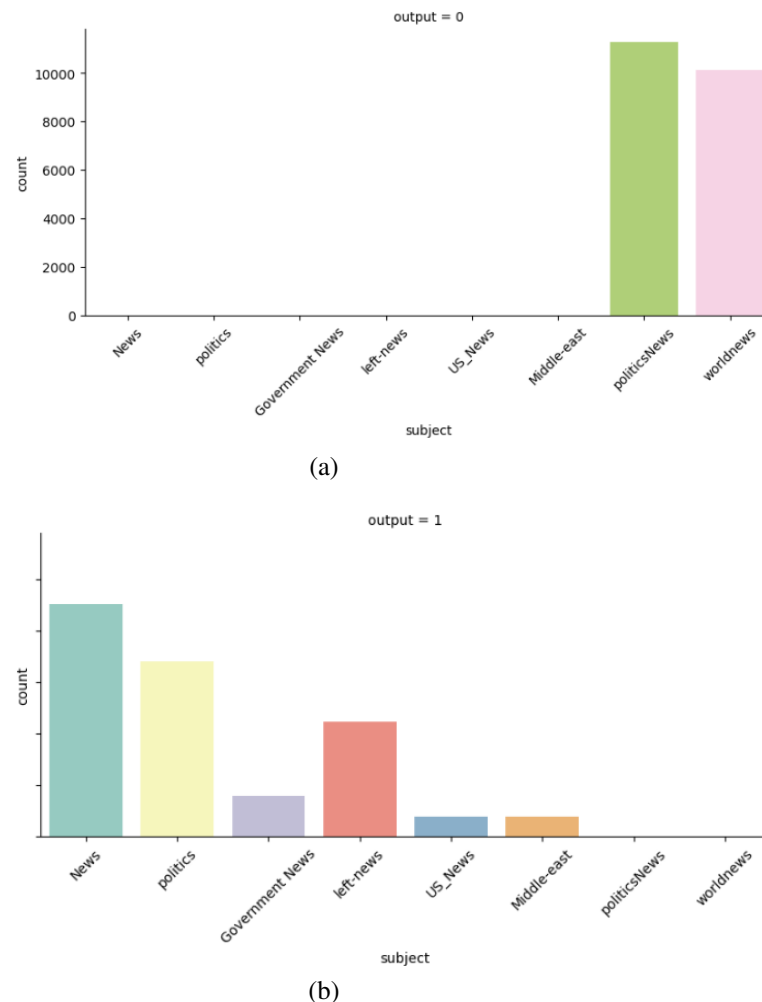 output = 0
10000
8000
6000
4000
2000
0
count
News
politics
Government News
left-news
US_News
Middle-east
politicsNews
worldnews
subject
(a)
output = 1
count
News
politics
Government News
left-news
US_News
Middle-east
politicsNews
worldnews
subject
(b)